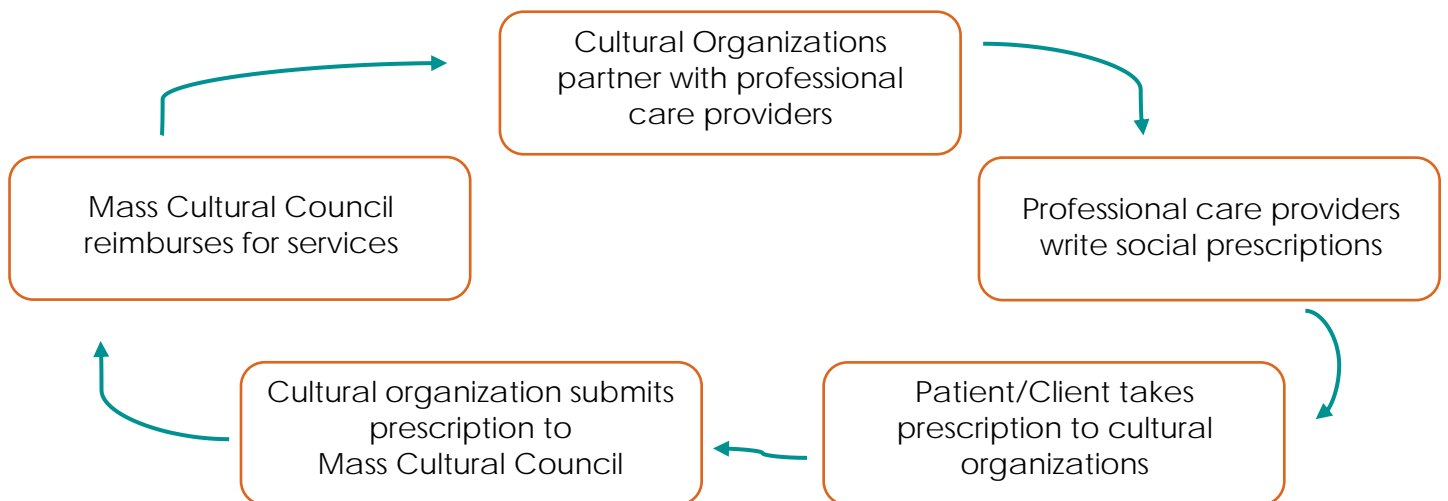 Cultural Organizations
partner with professional
care providers
Professional care providers
write social prescriptions
Patient/Client takes
prescription to cultural
organizations
Cultural organization submits
prescription to
Mass Cultural Council
Mass Cultural Council
reimburses for services